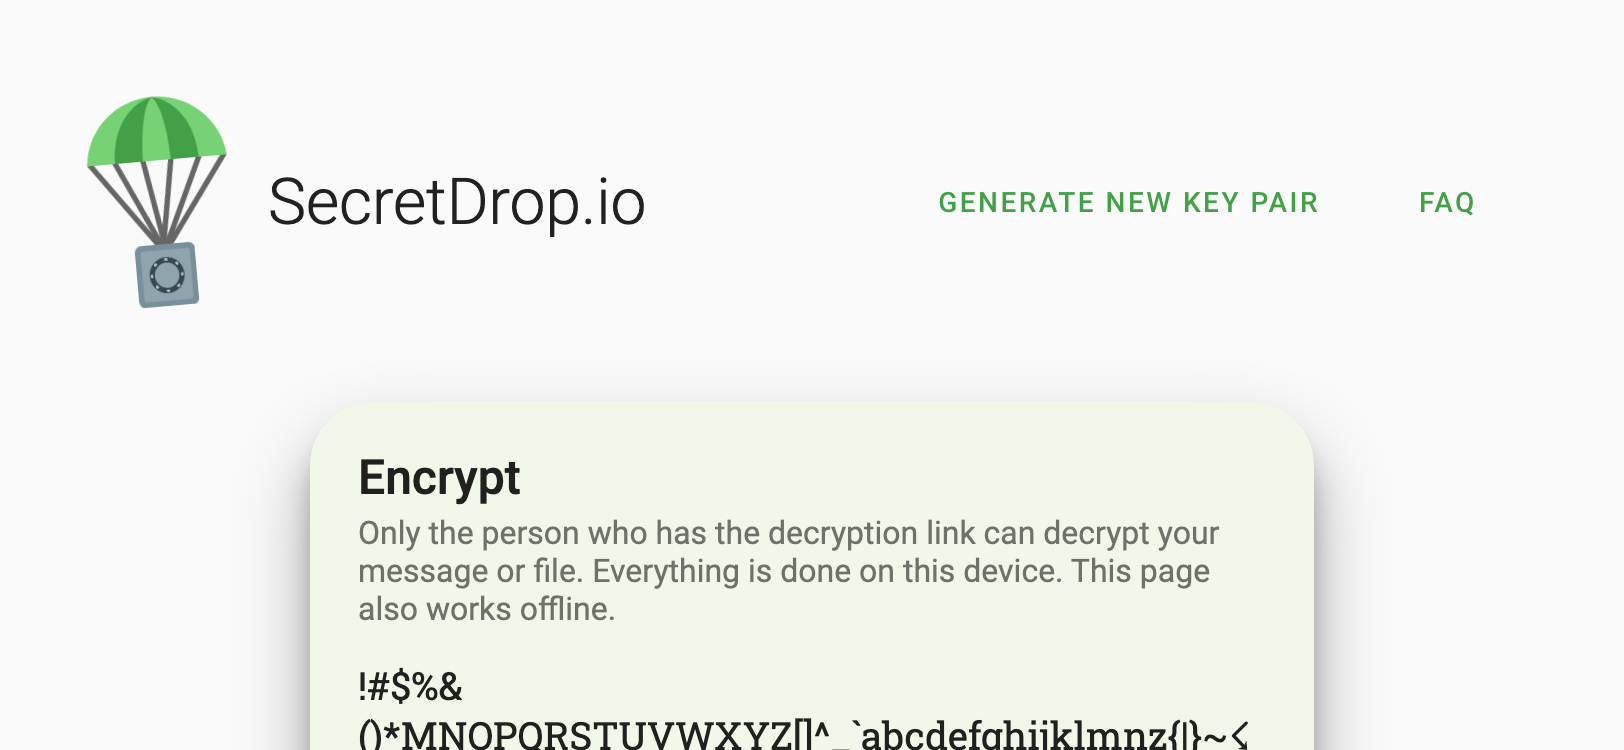 SecretDrop.io
GENERATE NEW KEY PAIR
FAQ
Encrypt
Only the person who has the decryption link can decrypt your
message or file. Everything is done on this device. This page
also works offline.
!#$%&
()*MNOPQRSTUVWXYZ[]^_`abcdefghijklmnz{|}~く